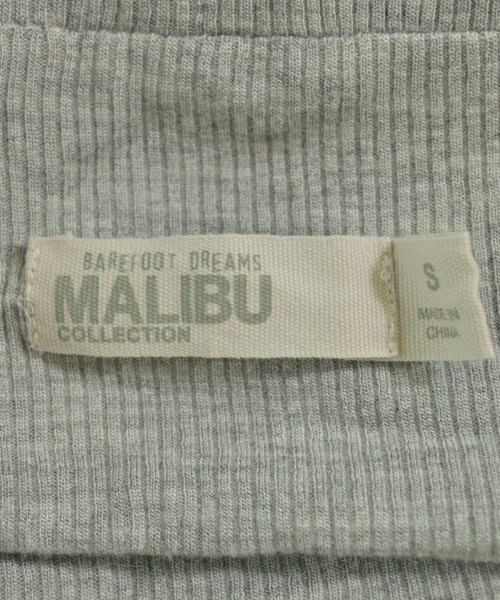 BAREFOOT DREAMS
MALIBU
COLLECTION
S
MADE IN
CHINA